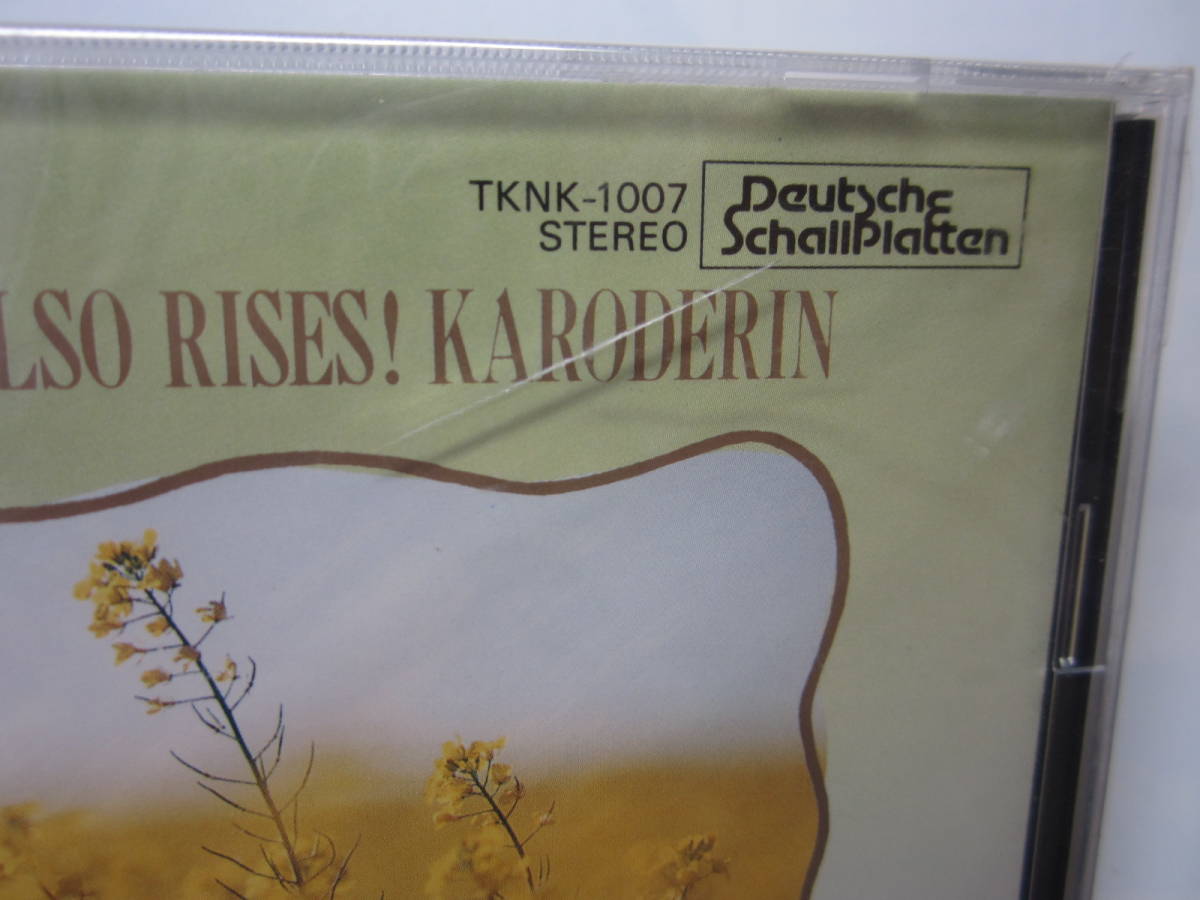 TKNK-1007
STEREO
Deutsche
SchallPlatten
LSO RISES! KARODERIN